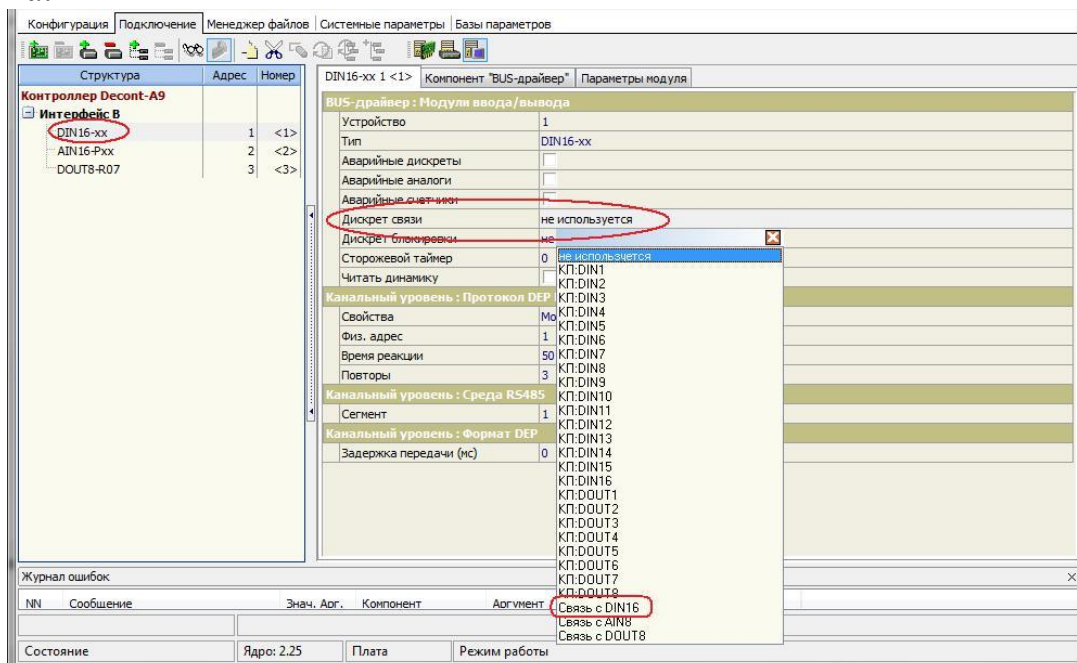 Конфигурация Подключение Менеджер файлов Системные параметры Базы параметров
Структура Адрес Номер
Контроллер Decont-A9
Интерфейс B
DIN16-xx 1 <1>
AIN16-Pxx 2 <2>
DOUT8-R07 3 <3>
DIN16-xx 1 <1> Компонент "BUS-драйвер" Параметры модуля
BUS-драйвер : Модули ввода/вывода
Устройство 1
Тип DIN16-xx
Аварийные дискреты
Аварийные аналоги
Аварийные счетчики
Дискрет связи не используется
Дискрет блокировки не
Сторожевой таймер 0
Читать динамику
Канальный уровень : Протокол DEP
Свойства Мо
Физ. адрес 1
Время реакции 50
Повторы 3
Канальный уровень : Среда RS485
Сегмент 1
Канальный уровень : Формат DEP
Задержка передачи (мс) 0
не используется
КП:DIN1
КП:DIN2
КП:DIN3
КП:DIN4
КП:DIN5
КП:DIN6
КП:DIN7
КП:DIN8
КП:DIN9
КП:DIN10
КП:DIN11
КП:DIN12
КП:DIN13
КП:DIN14
КП:DIN15
КП:DIN16
КП:DOUT1
КП:DOUT2
КП:DOUT3
КП:DOUT4
КП:DOUT5
КП:DOUT6
КП:DOUT7
КП:DOUT8
Связь с DIN16
Связь с AIN8
Связь с DOUT8
Журнал ошибок
NN Сообщение Знач. Арг. Компонент Аргумент
Состояние Ядро: 2.25 Плата Режим работы